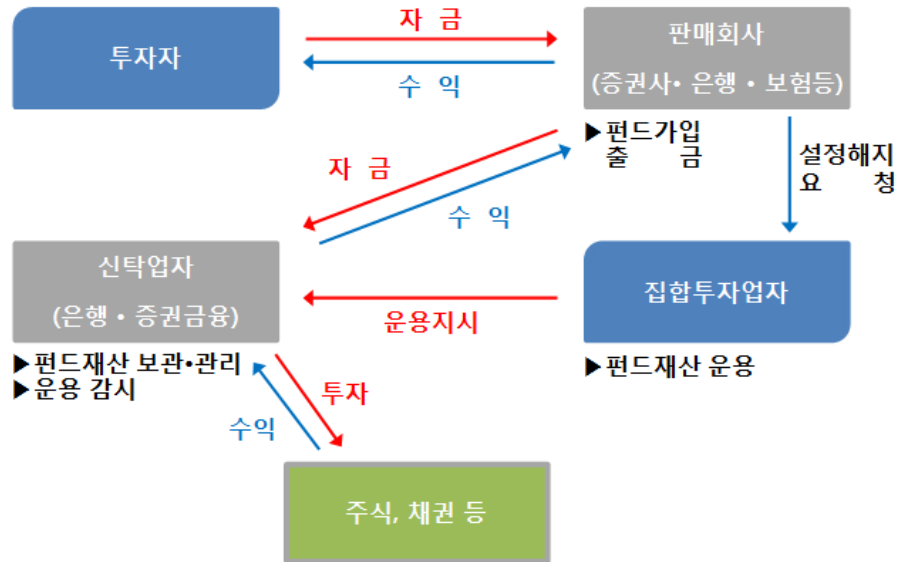 투자자
자 금
수 익
판매회사
(증권사• 은행 • 보험등)
▶펀드가입
출 금
설정해지
요 청
자 금
수 익
신탁업자
(은행 • 증권금융)
▶펀드재산 보관•관리
▶운용 감시
운용지시
집합투자업자
▶펀드재산 운용
투자
수익
주식, 채권 등